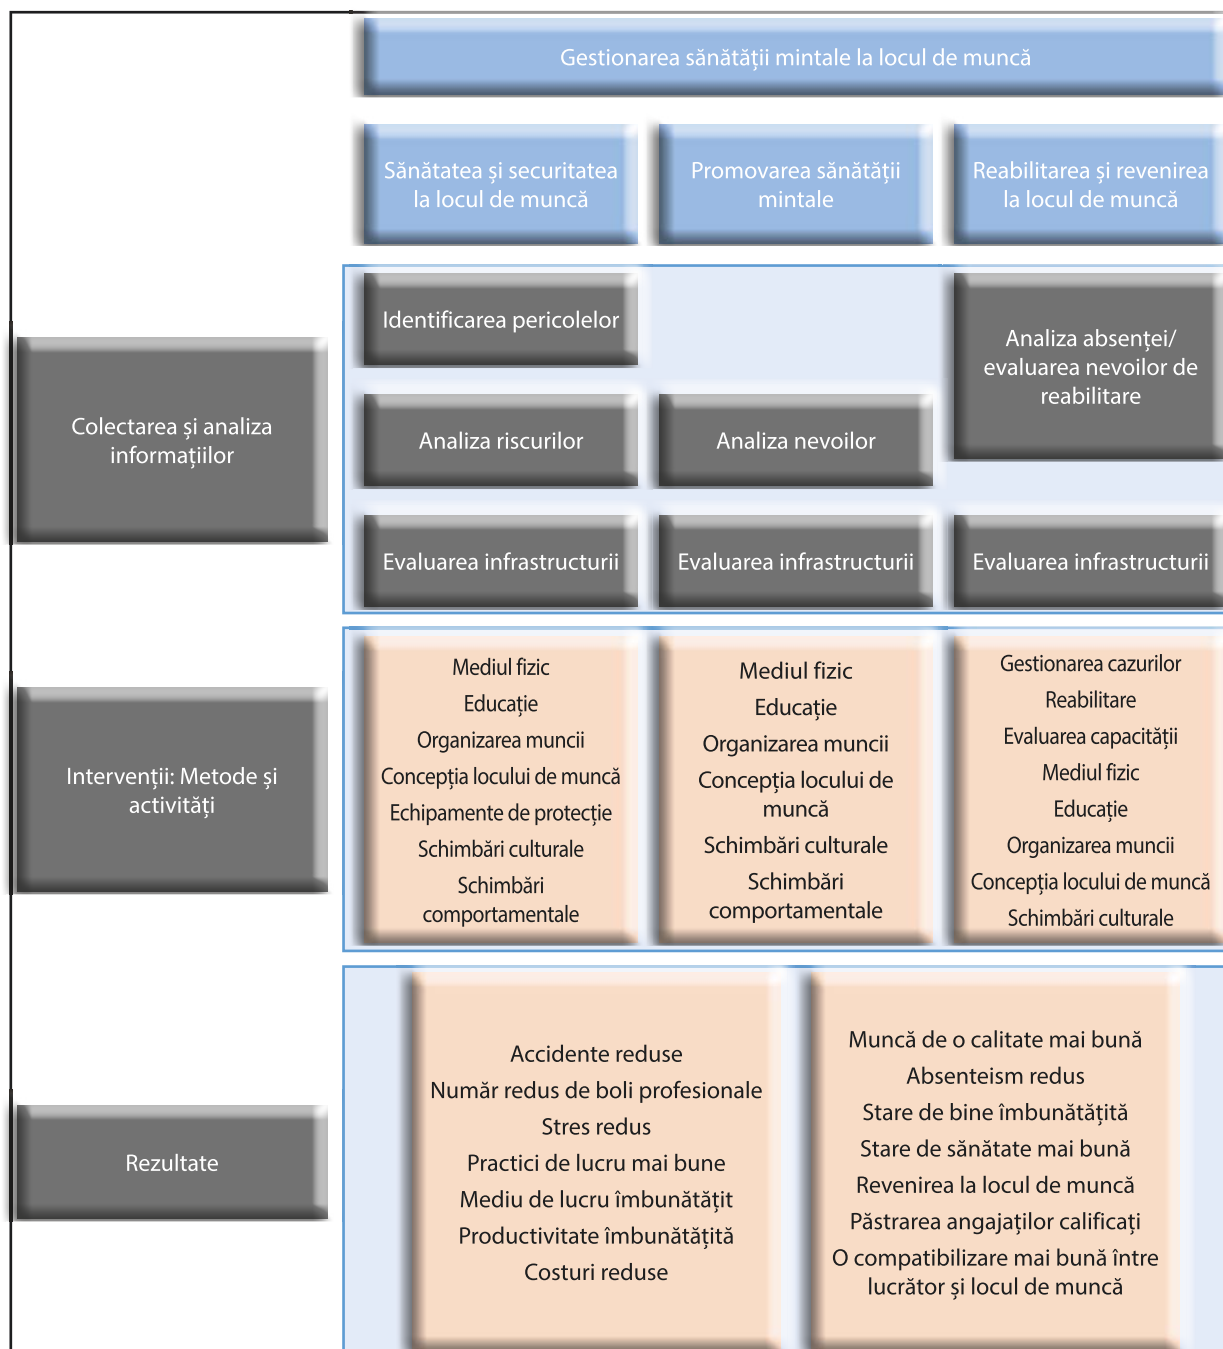 Gestionarea sănătății mintale la locul de muncă
Sănătatea și securitatea
la locul de muncă
Promovarea sănătății
mintale
Reabilitarea și revenirea
la locul de muncă
Colectarea și analiza
informațiilor
Identificarea pericolelor
Analiza riscurilor
Evaluarea infrastructurii
Analiza nevoilor
Evaluarea infrastructurii
Analiza absenței/
evaluarea nevoilor de
reabilitare
Evaluarea infrastructurii
Intervenții: Metode și
activități
Mediul fizic
Educație
Organizarea muncii
Concepția locului de muncă
Echipamente de protecție
Schimbări culturale
Schimbări
comportamentale
Mediul fizic
Educație
Organizarea muncii
Concepția locului de
muncă
Schimbări culturale
Schimbări
comportamentale
Gestionarea cazurilor
Reabilitare
Evaluarea capacității
Mediul fizic
Educație
Organizarea muncii
Concepția locului de muncă
Schimbări culturale
Rezultate
Accidente reduse
Număr redus de boli profesionale
Stres redus
Practici de lucru mai bune
Mediu de lucru îmbunătățit
Productivitate îmbunătățită
Costuri reduse
Muncă de o calitate mai bună
Absenteism redus
Stare de bine îmbunătățită
Stare de sănătate mai bună
Revenirea la locul de muncă
Păstrarea angajaților calificați
O compatibilizare mai bună între
lucrător și locul de muncă